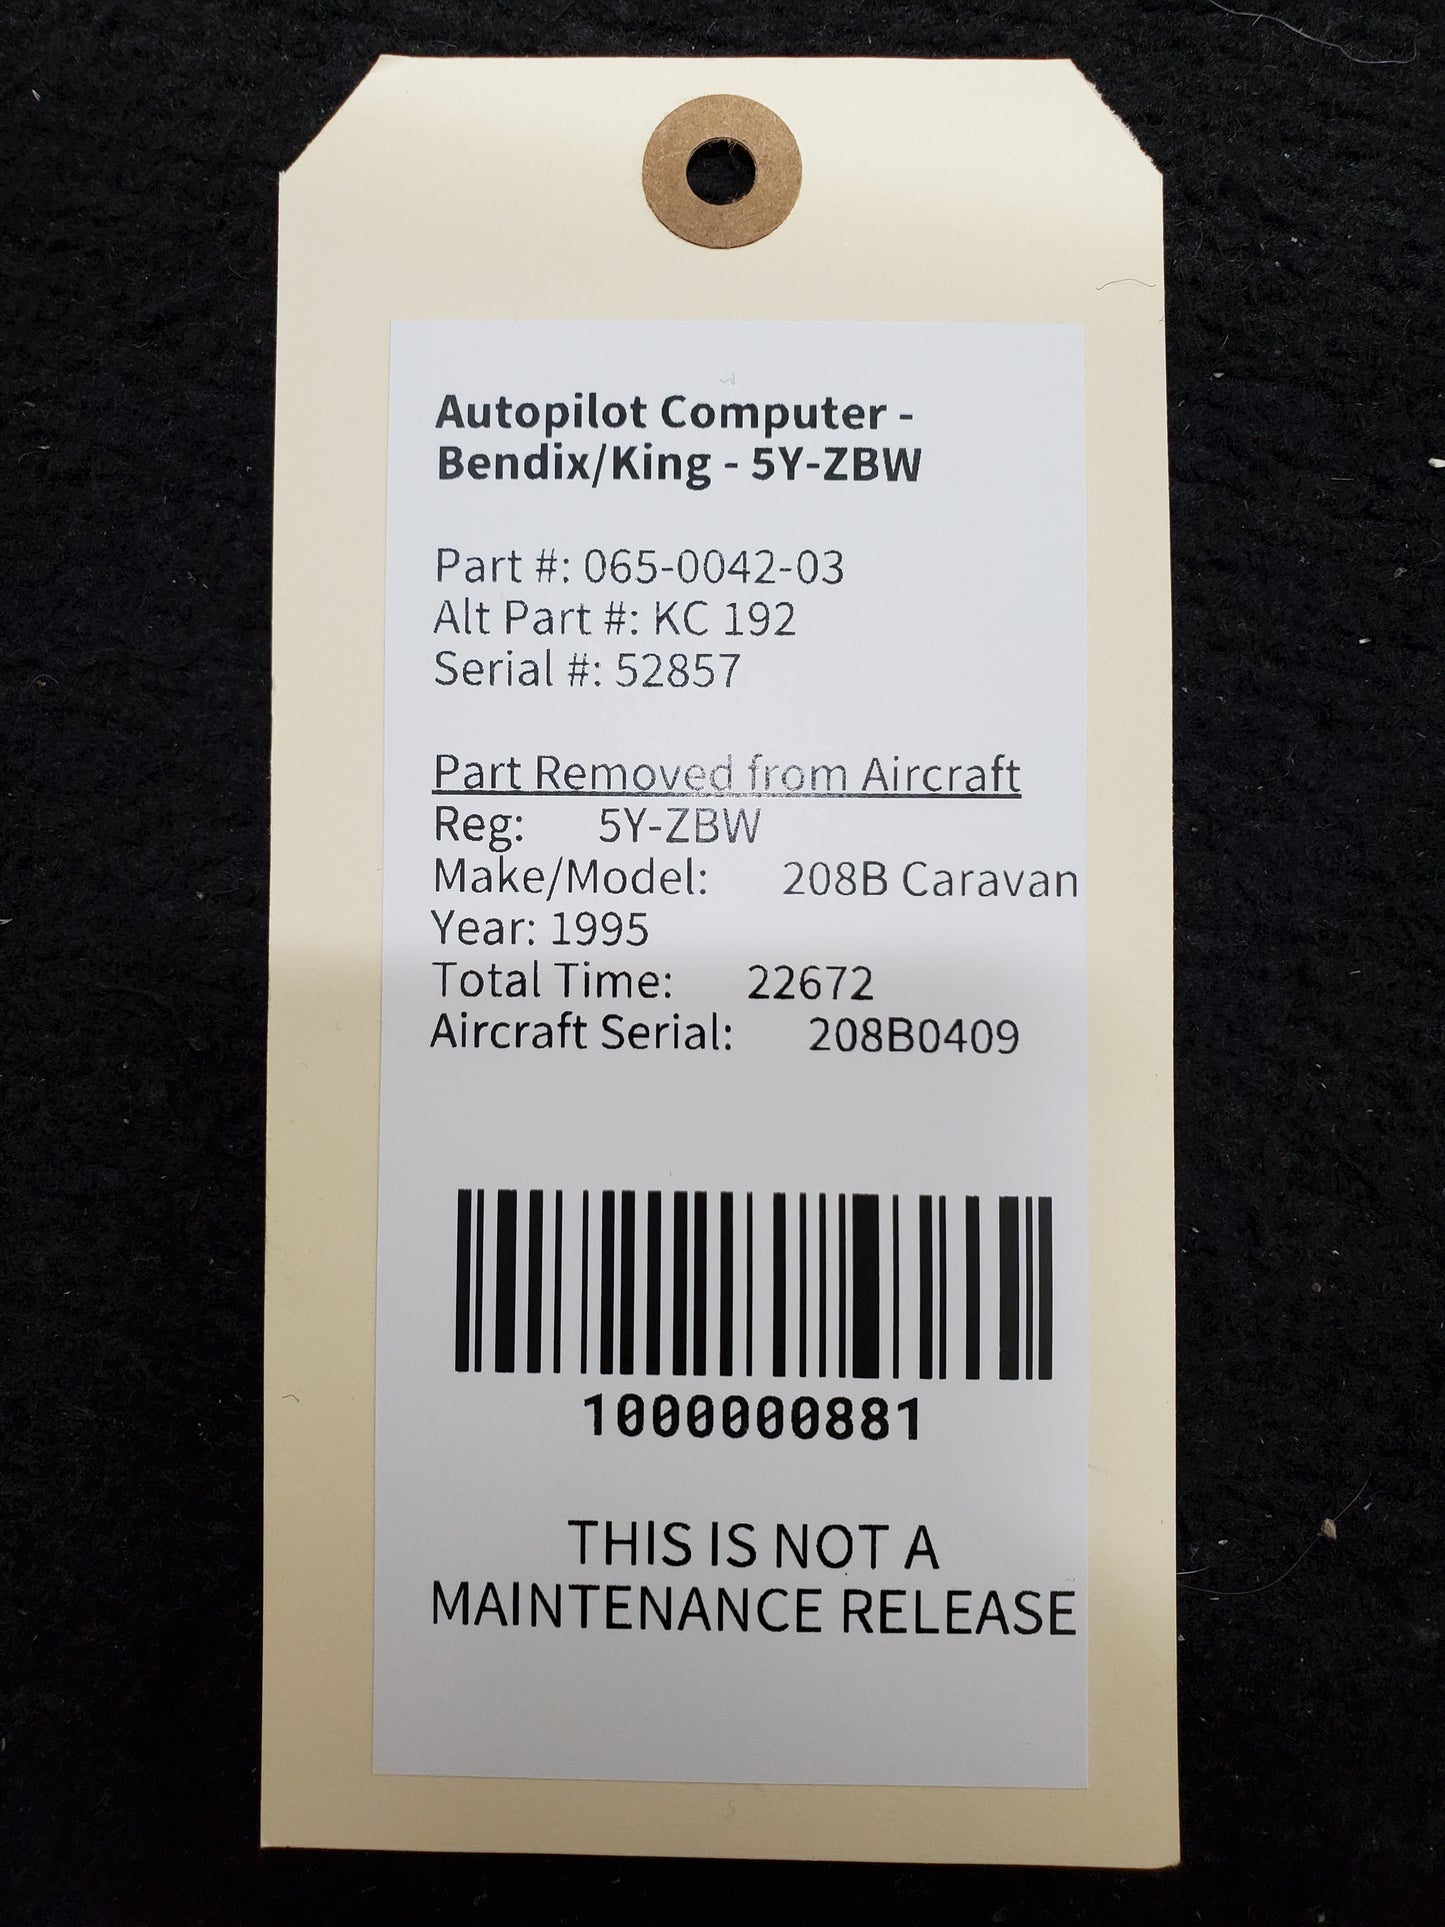 Autopilot Computer -
Bendix/King - 5Y-ZBW
Part #: 065-0042-03
Alt Part #: KC 192
Serial #: 52857
Part Removed from Aircraft
Reg: 5Y-ZBW
Make/Model: 208B Caravan
Year: 1995
Total Time: 22672
Aircraft Serial: 208B0409
1000000881
THIS IS NOT A
MAINTENANCE RELEASE